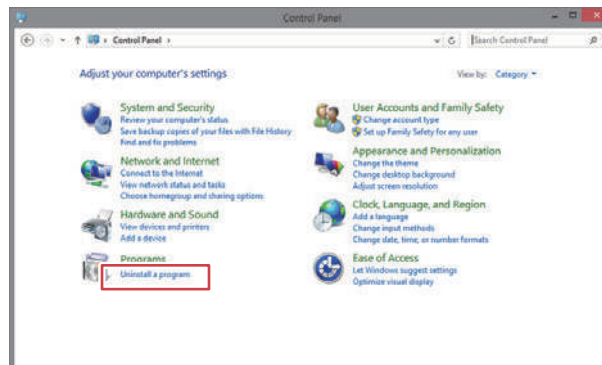 Control Panel
Control Panel
Search Control Panel
Adjust your computer's settings
View by: Category
System and Security
Review your computer's status
Save backup copies of your files with File History
Find and fix problems
Network and Internet
Connect to the Internet
View network status and tasks
Choose homegroup and sharing options
Hardware and Sound
View devices and printers
Add a device
Programs
Uninstall a program
User Accounts and Family Safety
Change account type
Set up Family Safety for any user
Appearance and Personalization
Change the theme
Change desktop background
Adjust screen resolution
Clock, Language, and Region
Add a language
Change input methods
Change date, time, or number formats
Ease of Access
Let Windows suggest settings
Optimize visual display